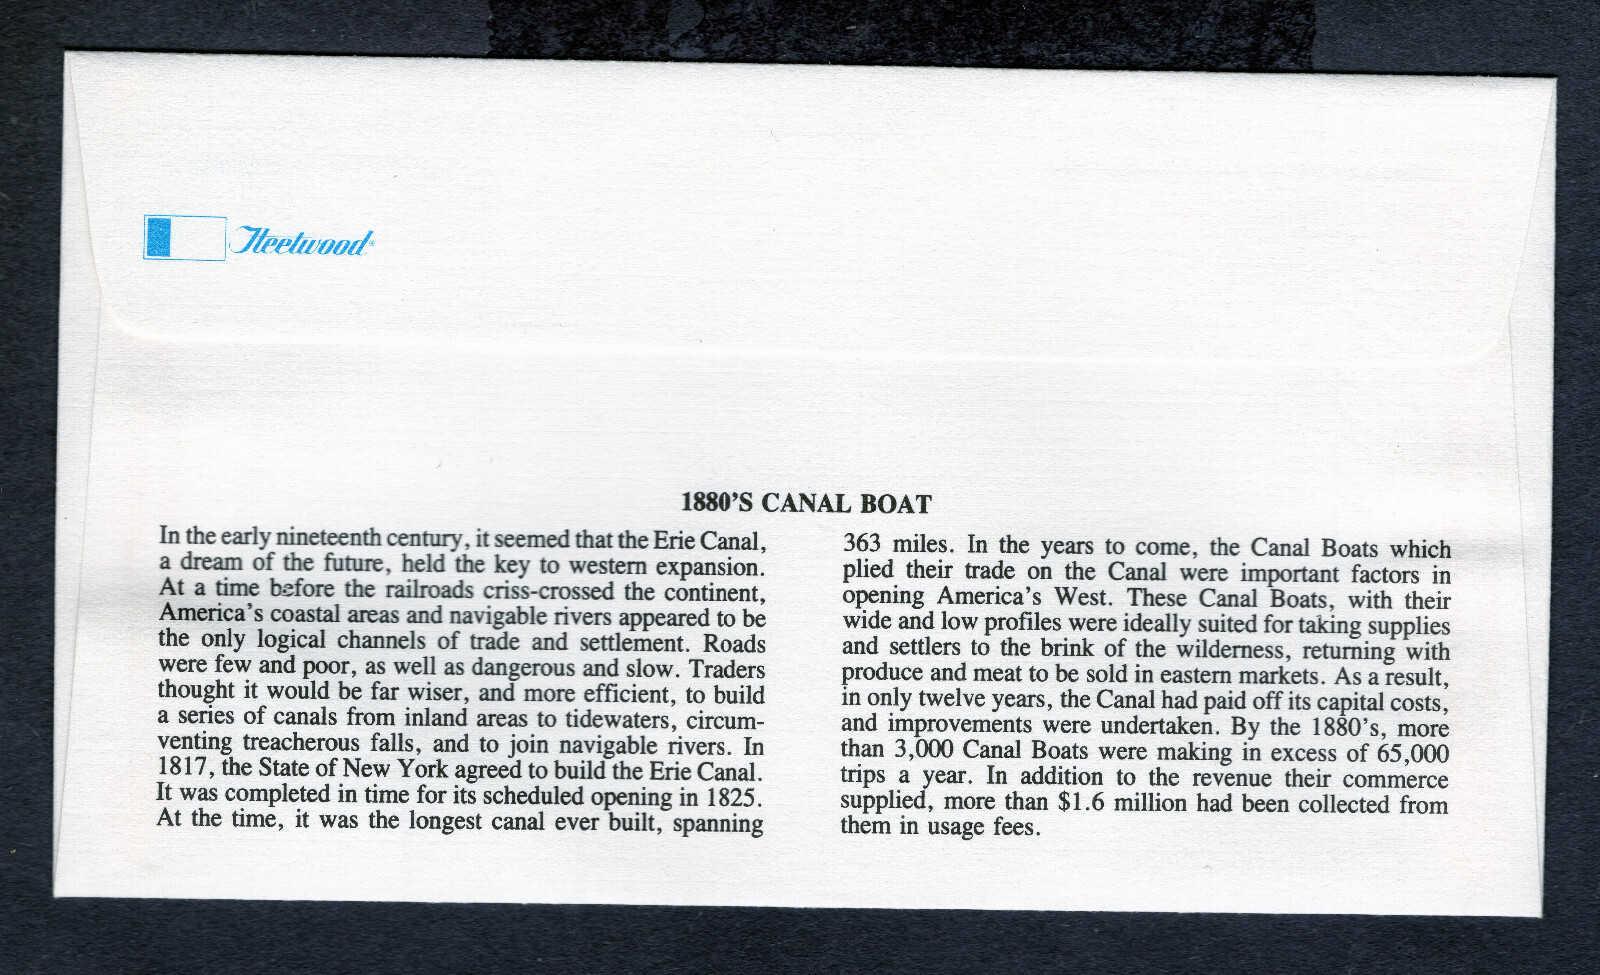 Fleetwood®
1880'S CANAL BOAT
In the early nineteenth century, it seemed that the Erie Canal,
a dream of the future, held the key to western expansion.
At a time before the railroads criss-crossed the continent,
America's coastal areas and navigable rivers appeared to be
the only logical channels of trade and settlement. Roads
were few and poor, as well as dangerous and slow. Traders
thought it would be far wiser, and more efficient, to build
a series of canals from inland areas to tidewaters, circum-
venting treacherous falls, and to join navigable rivers. In
1817, the State of New York agreed to build the Erie Canal.
It was completed in time for its scheduled opening in 1825.
At the time, it was the longest canal ever built, spanning
363 miles. In the years to come, the Canal Boats which
plied their trade on the Canal were important factors in
opening America's West. These Canal Boats, with their
wide and low profiles were ideally suited for taking supplies
and settlers to the brink of the wilderness, returning with
produce and meat to be sold in eastern markets. As a result,
in only twelve years, the Canal had paid off its capital costs,
and improvements were undertaken. By the 1880's, more
than 3,000 Canal Boats were making in excess of 65,000
trips a year. In addition to the revenue their commerce
supplied, more than $1.6 million had been collected from
them in usage fees.